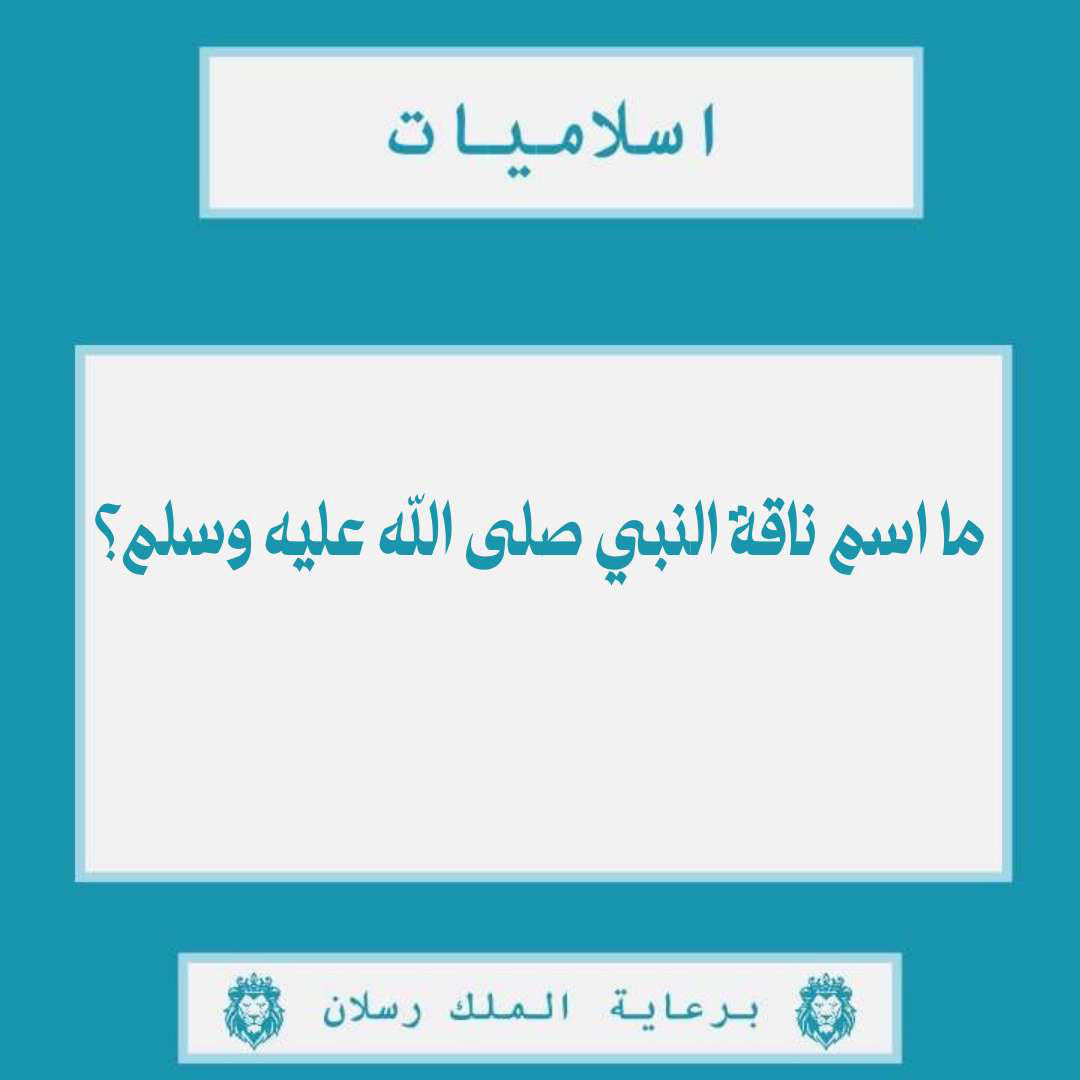 اسلاميات
ما اسم ناقة النبي صلى الله عليه وسلم؟
برعاية الملك رسلان